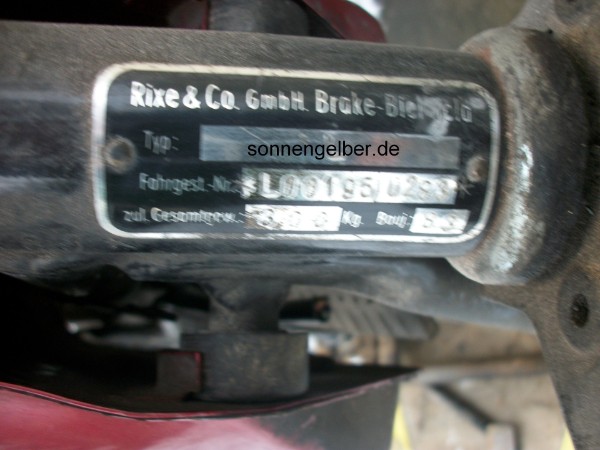 Rixe & Co. GmbH. Brake-Bielefeld
Typ:
sonnengelber.de
Fahrgest.-Nr.
zul. Gesamtgew.: Kg. Bauj.: